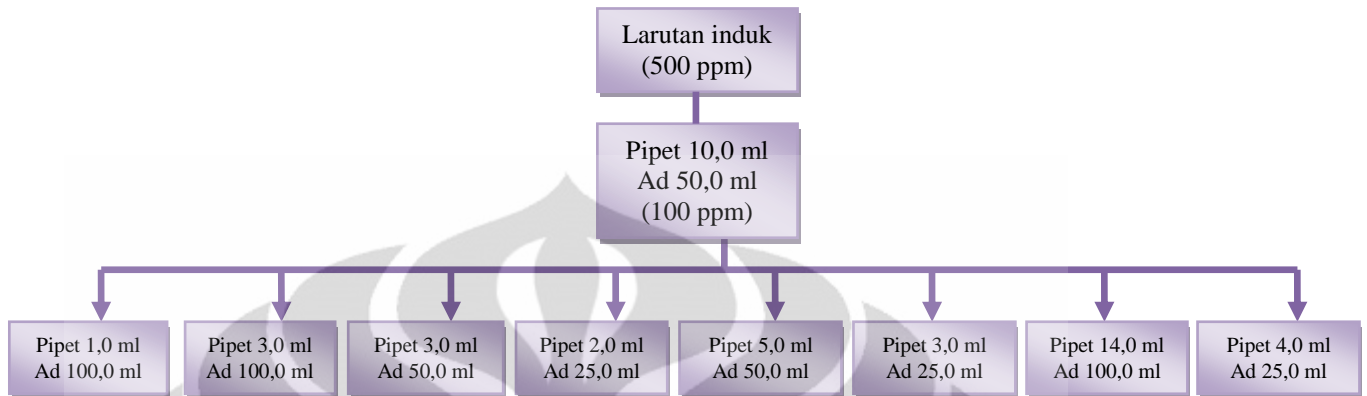 Larutan induk
(500 ppm)
Pipet 10,0 ml
Ad 50,0 ml
(100 ppm)
Pipet 1,0 ml
Ad 100,0 ml
Pipet 3,0 ml
Ad 100,0 ml
Pipet 3,0 ml
Ad 50,0 ml
Pipet 2,0 ml
Ad 25,0 ml
Pipet 5,0 ml
Ad 50,0 ml
Pipet 3,0 ml
Ad 25,0 ml
Pipet 14,0 ml
Ad 100,0 ml
Pipet 4,0 ml
Ad 25,0 ml